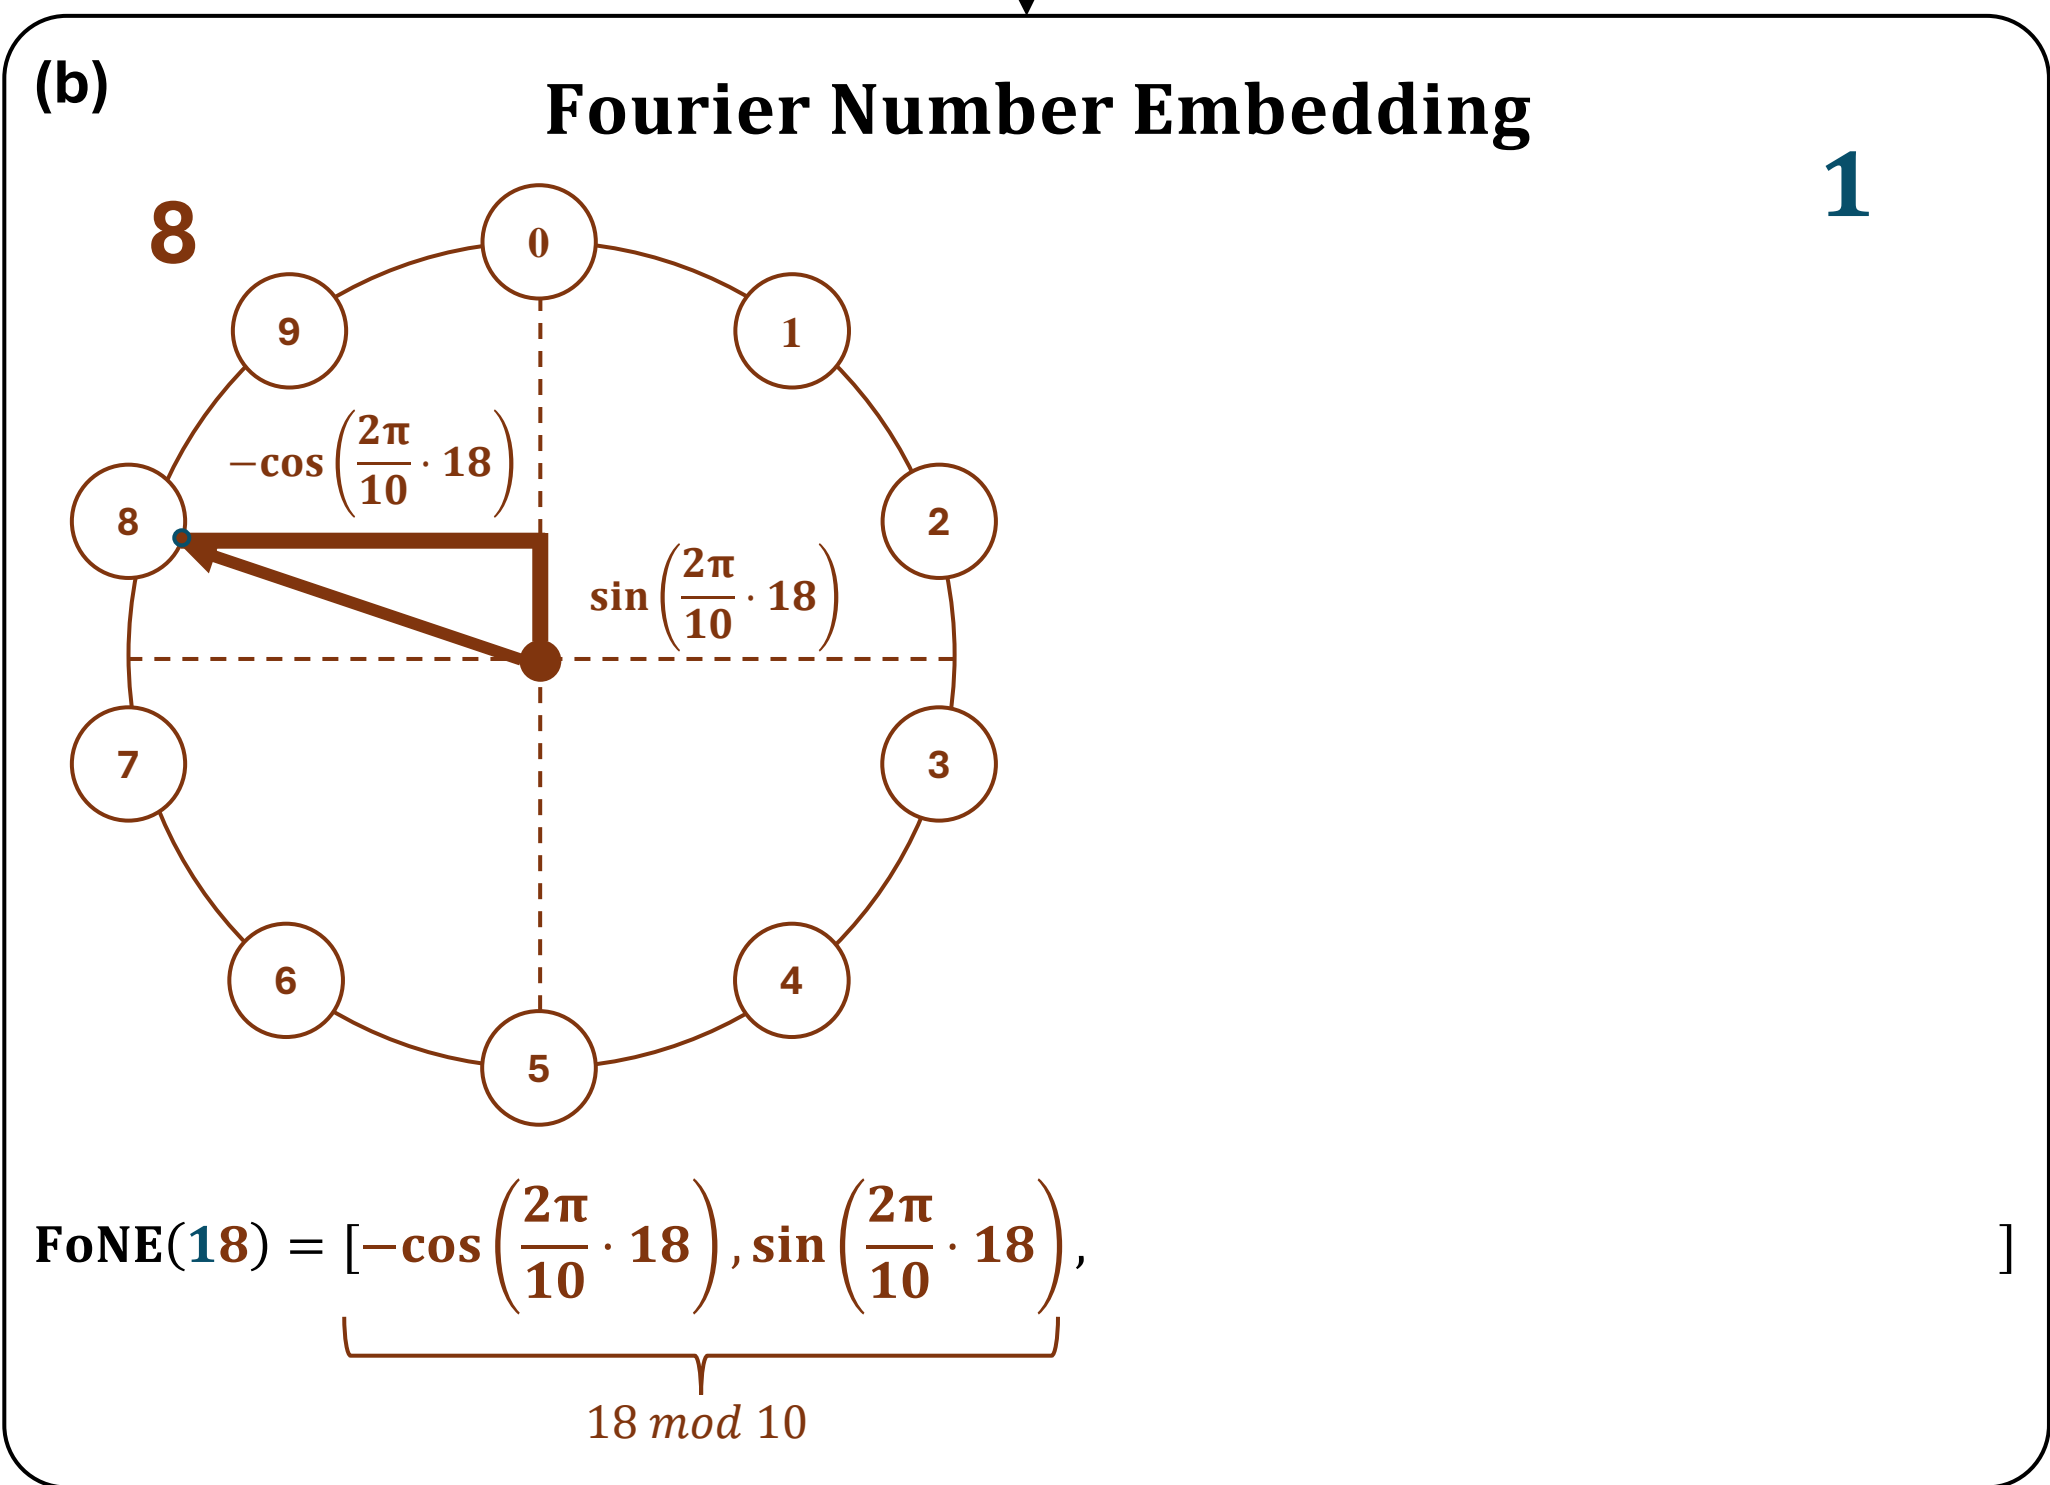 (b)
Fourier Number Embedding
1
8
0
9
1
−cos(2π/10 · 18)
8
2
sin(2π/10 · 18)
7
3
6
4
5
FoNE(18) = [−cos(2π/10 · 18), sin(2π/10 · 18), ]
18 mod 10